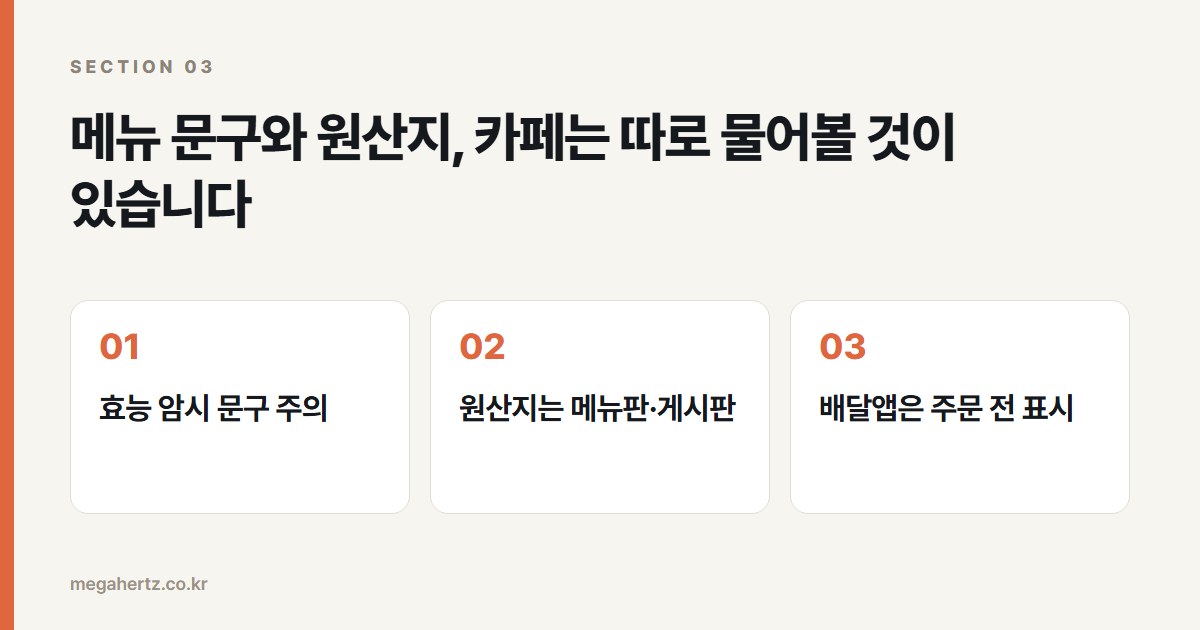 SECTION 03
메뉴 문구와 원산지, 카페는 따로 물어볼 것이
있습니다
01
효능 암시 문구 주의
02
원산지는 메뉴판·게시판
03
배달앱은 주문 전 표시
megahertz.co.kr